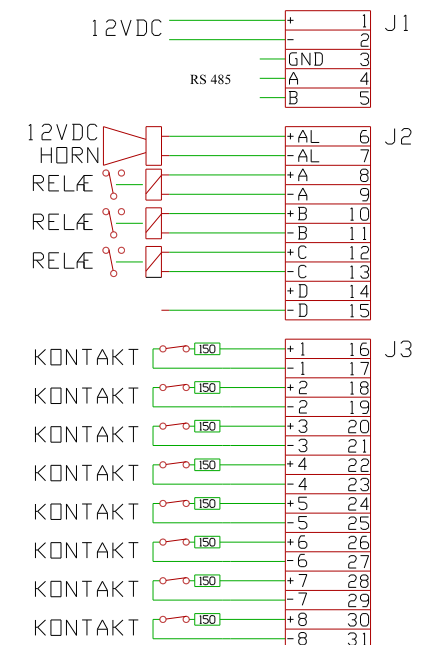 12VDC + 1 J1
- 2
GND 3
RS 485 A 4
B 5
12VDC +AL 6 J2
HORN -AL 7
RELÆ +A 8
-A 9
RELÆ +B 10
-B 11
RELÆ +C 12
-C 13
+D 14
-D 15
KONTAKT 150 +1 16 J3
-1 17
KONTAKT 150 +2 18
-2 19
KONTAKT 150 +3 20
-3 21
KONTAKT 150 +4 22
-4 23
KONTAKT 150 +5 24
-5 25
KONTAKT 150 +6 26
-6 27
KONTAKT 150 +7 28
-7 29
KONTAKT 150 +8 30
-8 31